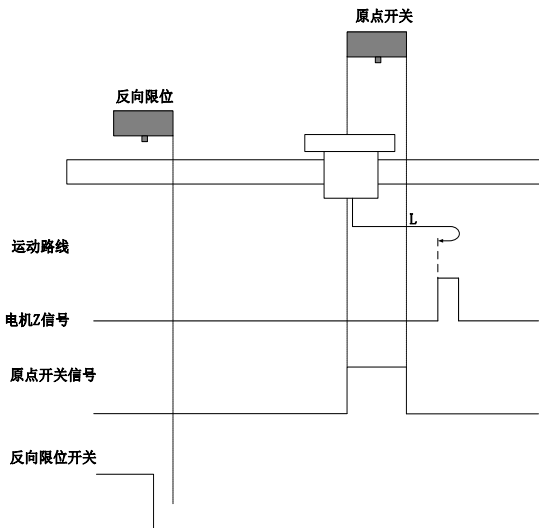 原点开关
反向限位
L
运动路线
电机Z信号
原点开关信号
反向限位开关